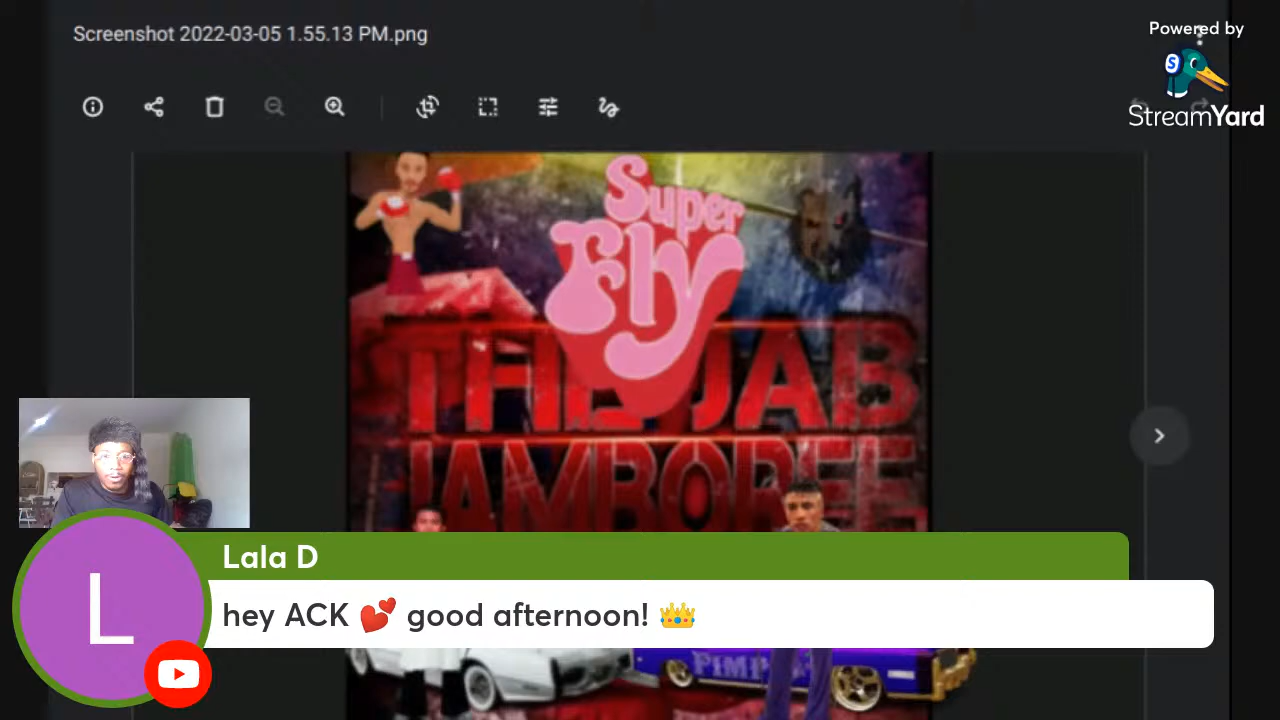 Screenshot 2022-03-05 1.55.13 PM.png
Powered by
S
StreamYard
Super
Fly
THE JAB
JAMBOREE
Lala D
L
hey ACK 💕 good afternoon! 👑